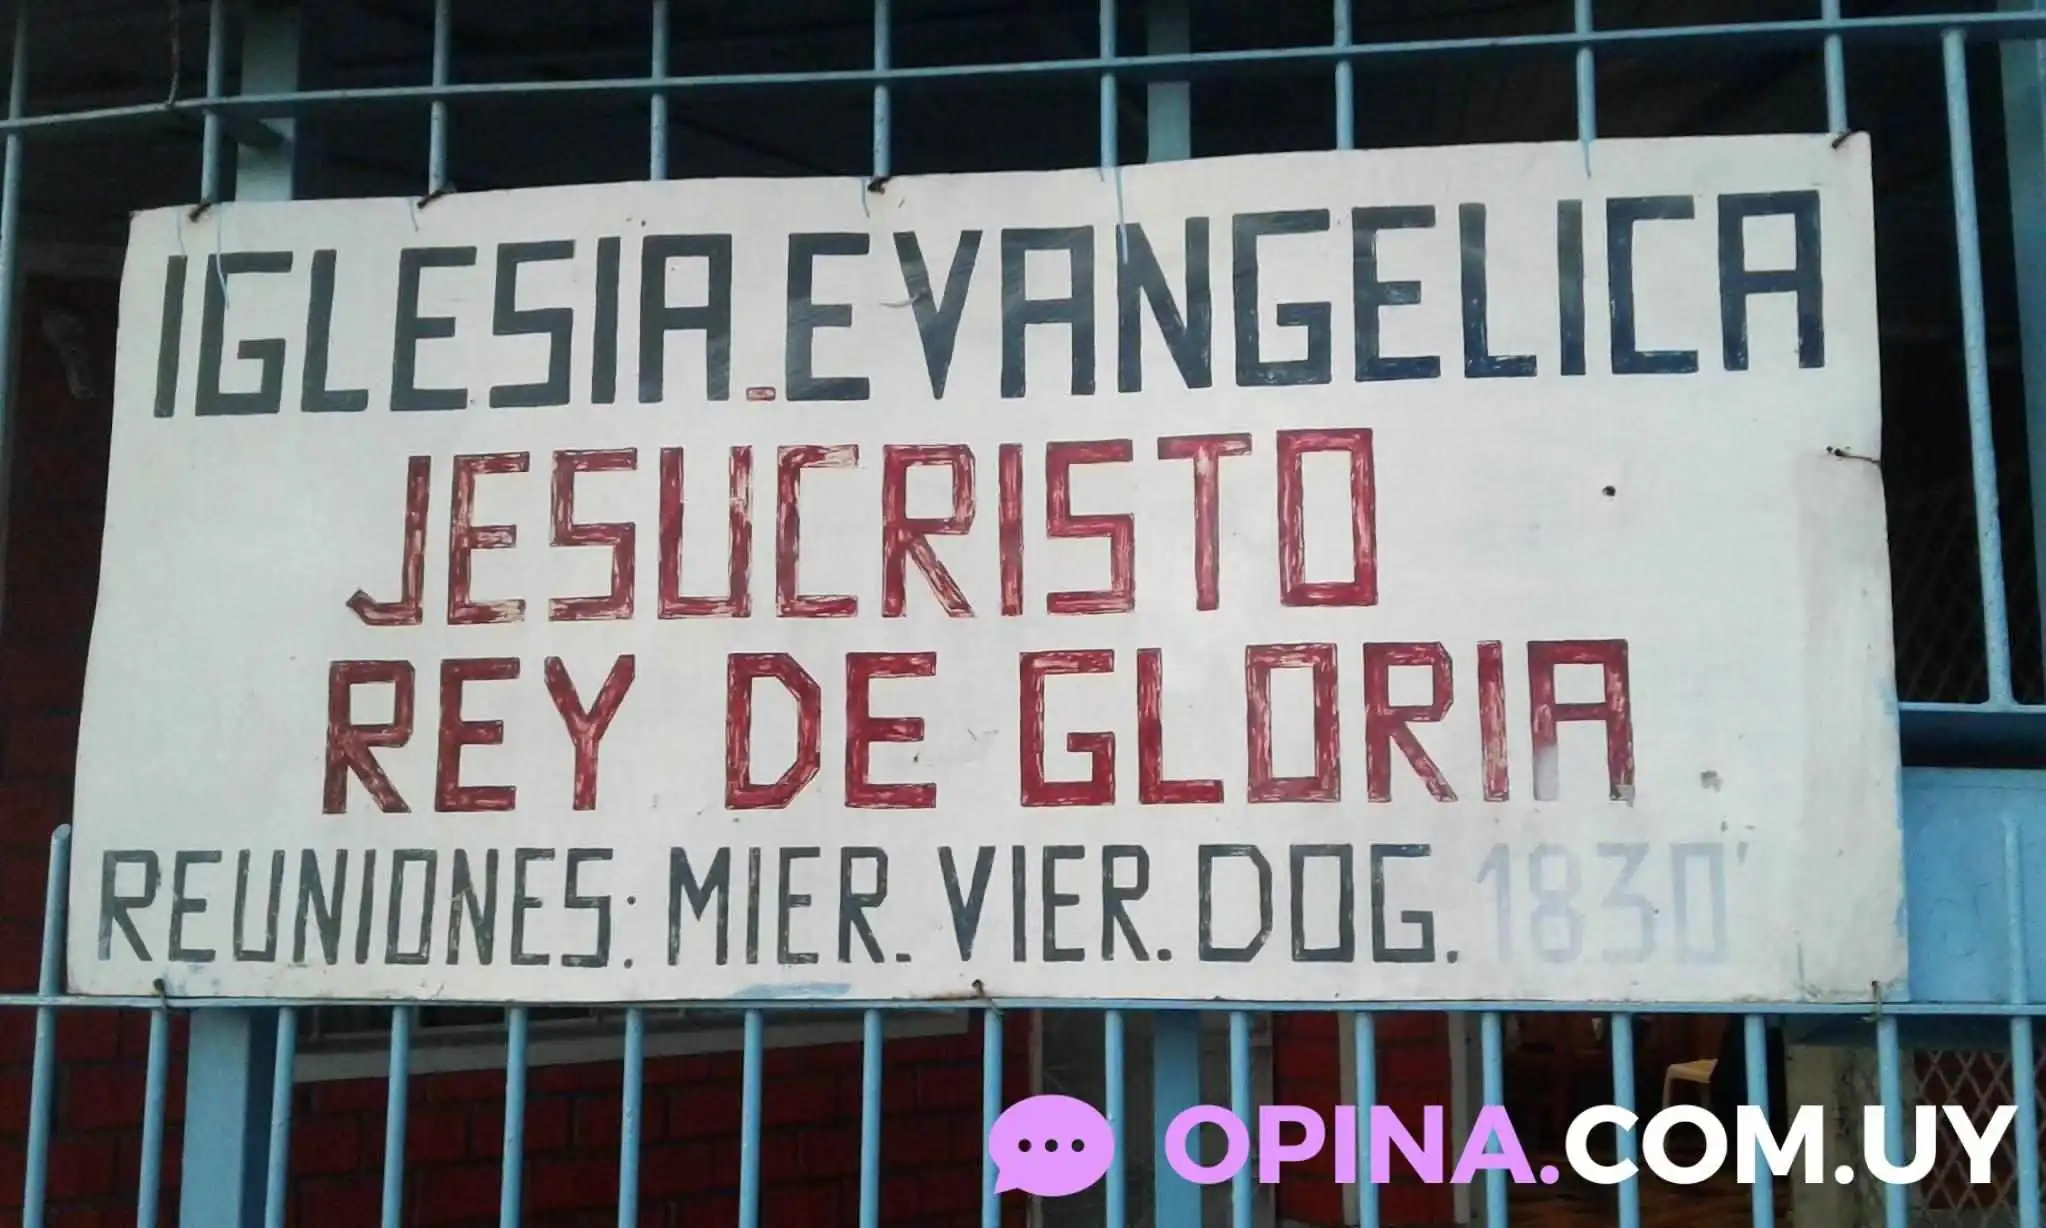 IGLESIA.EVANGELICA
JESUCRISTO
REY DE GLORIA
REUNIONES: MIER. VIER. DOG. 1830'
OPINA.COM.UY